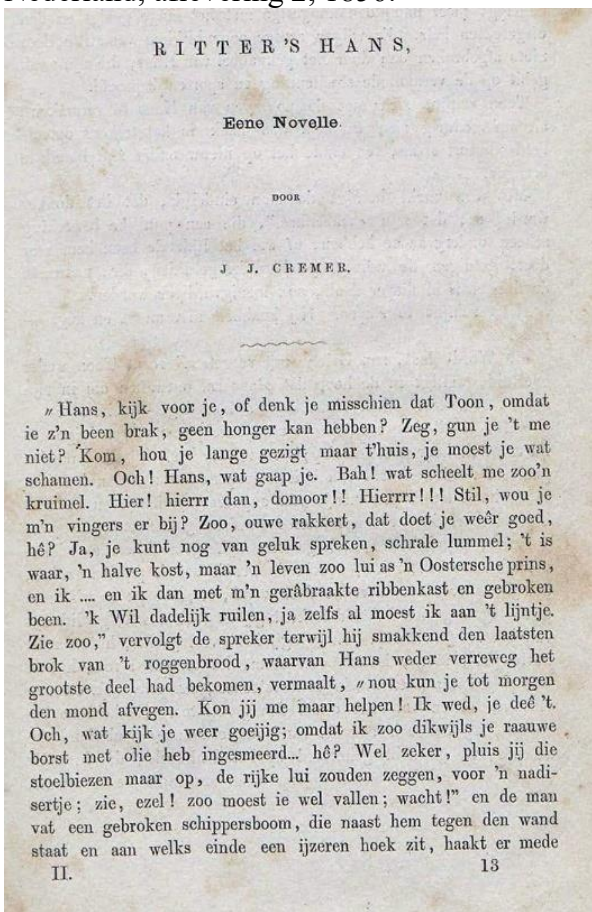 RITTER'S HANS,
Eene Novelle.
DOOR
J J. CREMER.
„Hans, kijk voor je, of denk je misschien dat Toon, omdat
ie z'n been brak, geen honger kan hebben? Zeg, gun je 't me
niet? Kom, hou je lange gezigt maar t'huis, je moest je wat
schamen. Och! Hans, wat gaap je. Bah! wat scheelt me zoo'n
kruimel. Hier! hierrr dan, domoor!! Hierrrr!!! Stil, wou je
m'n vingers er bij? Zoo, ouwe rakkert, dat doet je weêr goed,
hê? Ja, je kunt nog van geluk spreken, schrale lummel; 't is
waar, 'n halve kost, maar 'n leven zoo lui as 'n Oostersche prins,
en ik .... en ik dan met m'n gerâbraakte ribbenkast en gebroken
been. 'k Wil dadelijk ruilen, ja zelfs al moest ik aan 't lijntje.
Zie zoo,” vervolgt de spreker terwijl hij smakkend den laatsten
brok van 't roggenbrood, waarvan Hans weder verreweg het
grootste deel had bekomen, vermaalt, „nou kun je tot morgen
den mond afvegen. Kon jij me maar helpen! Ik wed, je deê 't.
Och, wat kijk je weer goeijig; omdat ik zoo dikwijls je raauwe
borst met olie heb ingesmeerd... hê? Wel zeker, pluis jij die
stoelbiezen maar op, de rijke lui zouden zeggen, voor 'n nadi-
sertje; zie, ezel! zoo moest ie wel vallen; wacht!” en de man
vat een gebroken schippersboom, die naast hem tegen den wand
staat en aan welks einde een ijzeren hoek zit, haakt er mede
II. 13